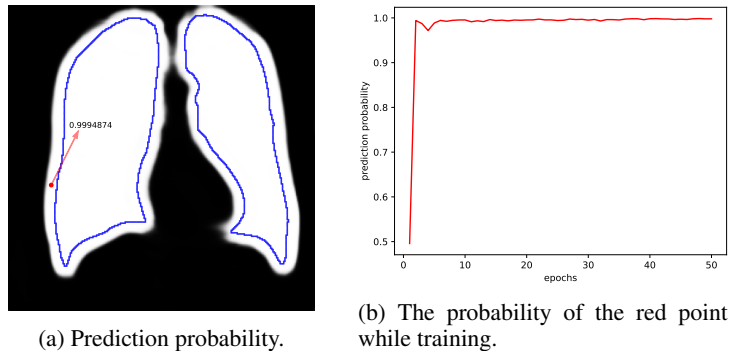 0.9994874
(a) Prediction probability.
1.0
0.9
0.8
0.7
0.6
0.5
prediction probability
0 10 20 30 40 50
epochs
(b) The probability of the red point
while training.